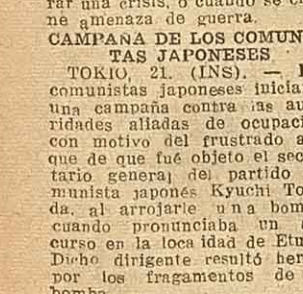 rar una crisis, o cuando se c
ne amenaza de guerra.
CAMPAÑA DE LOS COMUN
TAS JAPONESES
TOKIO, 21. (INS). —
comunistas japoneses inicia
una campaña contra as au
ridades aliadas de ocupaci
con motivo del frustrado a
que de que fué objeto el sec
tario general del partido
munista japonés Kyuchi To
da, al arrojarle una bom
cuando pronunciaba un
curso en la loca idad de Etu
Dicho dirigente resultó her
por los fragmentos de
bomba.